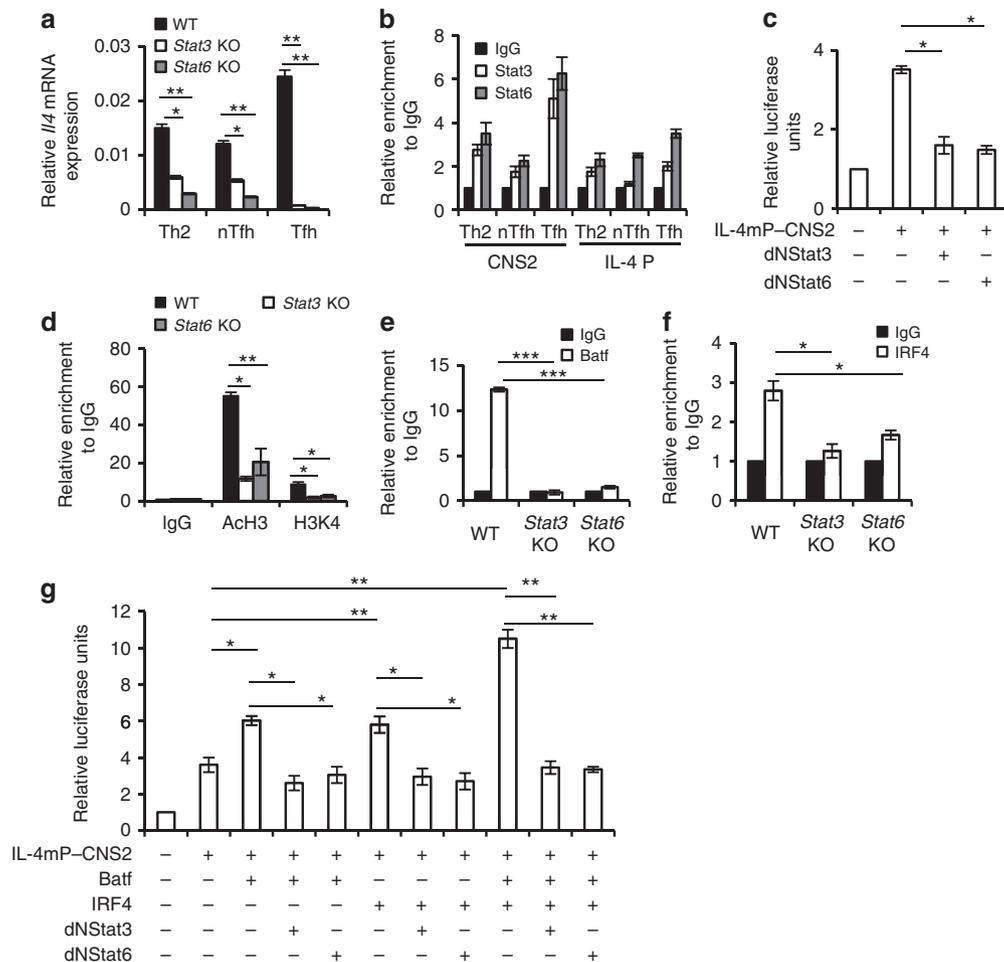 a
WT
Stat3 KO
Stat6 KO
Relative Il4 mRNA
expression
0.03
0.02
0.01
0
** **
** *
** *
Th2 nTfh Tfh
b
IgG
Stat3
Stat6
Relative enrichment
to IgG
8
6
4
2
0
Th2 nTfh Tfh Th2 nTfh Tfh
CNS2 IL-4 P
c
Relative luciferase
units
4
2
0
* *
IL-4mP–CNS2 – + + +
dNStat3 – – + –
dNStat6 – – – +
d
WT Stat3 KO
Stat6 KO
Relative enrichment
to IgG
80
60
40
20
0
** *
* *
IgG AcH3 H3K4
e
IgG
Batf
Relative enrichment
to IgG
15
10
5
0
***
***
WT Stat3 KO Stat6 KO
f
IgG
IRF4
Relative enrichment
to IgG
4
3
2
1
0
*
*
WT Stat3 KO Stat6 KO
g
Relative luciferase units
12
10
8
6
4
2
0
** **
** **
* * *
* *
IL-4mP–CNS2 – + + + + + + + + + +
Batf – – + + + – – – + + +
IRF4 – – – – – + + + + + +
dNStat3 – – – + – – + – – + –
dNStat6 – – – – + – – + – – +